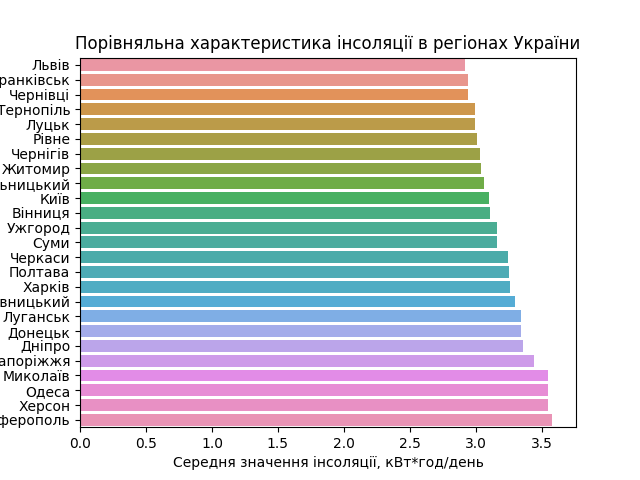 Порівняльна характеристика інсоляції в регіонах України
Львів
ранківськ
Чернівці
Тернопіль
Луцьк
Рівне
Чернігів
Житомир
ьницький
Київ
Вінниця
Ужгород
Суми
Черкаси
Полтава
Харків
вницький
Луганськ
Донецьк
Дніпро
апоріжжя
Миколаїв
Одеса
Херсон
ферополь
0.0 0.5 1.0 1.5 2.0 2.5 3.0 3.5
Середня значення інсоляції, кВт*год/день